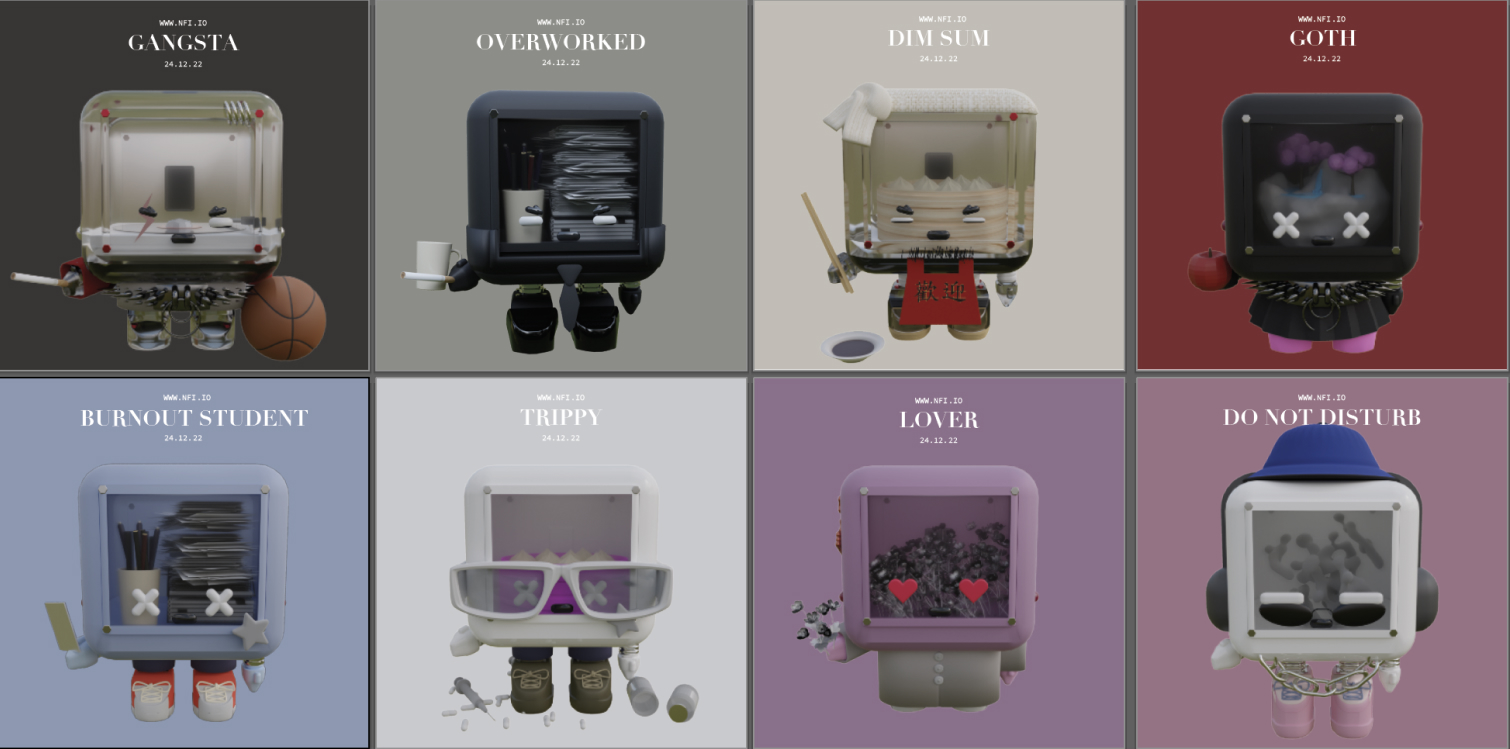 WWW.NFI.IO
GANGSTA
24.12.22
WWW.NFI.IO
OVERWORKED
24.12.22
WWW.NFI.IO
DIM SUM
24.12.22
歡迎
WWW.NFI.IO
GOTH
24.12.22
WWW.NFI.IO
BURNOUT STUDENT
24.12.22
WWW.NFI.IO
TRIPPY
24.12.22
WWW.NFI.IO
LOVER
24.12.22
WWW.NFI.IO
DO NOT DISTURB